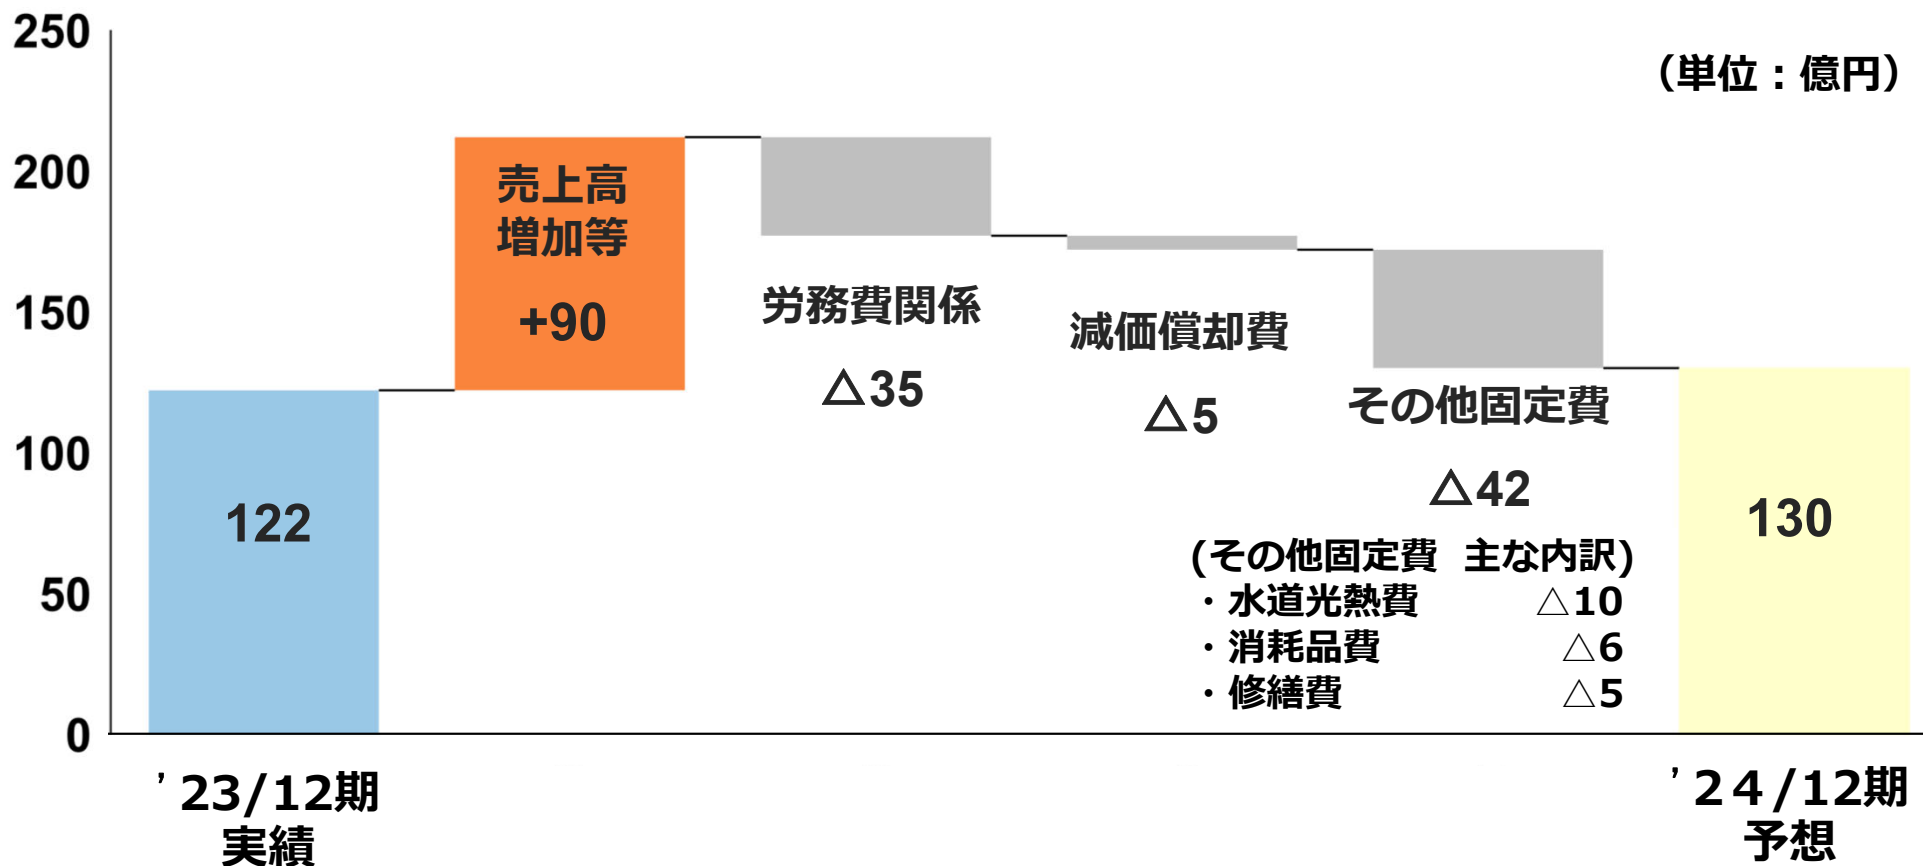 (単位：億円)
250
200
150
100
50
0
122
売上高
増加等
+90
労務費関係
△35
減価償却費
△5
その他固定費
△42
(その他固定費 主な内訳)
・水道光熱費 △10
・消耗品費 △6
・修繕費 △5
130
’23/12期
実績
’２４/12期
予想